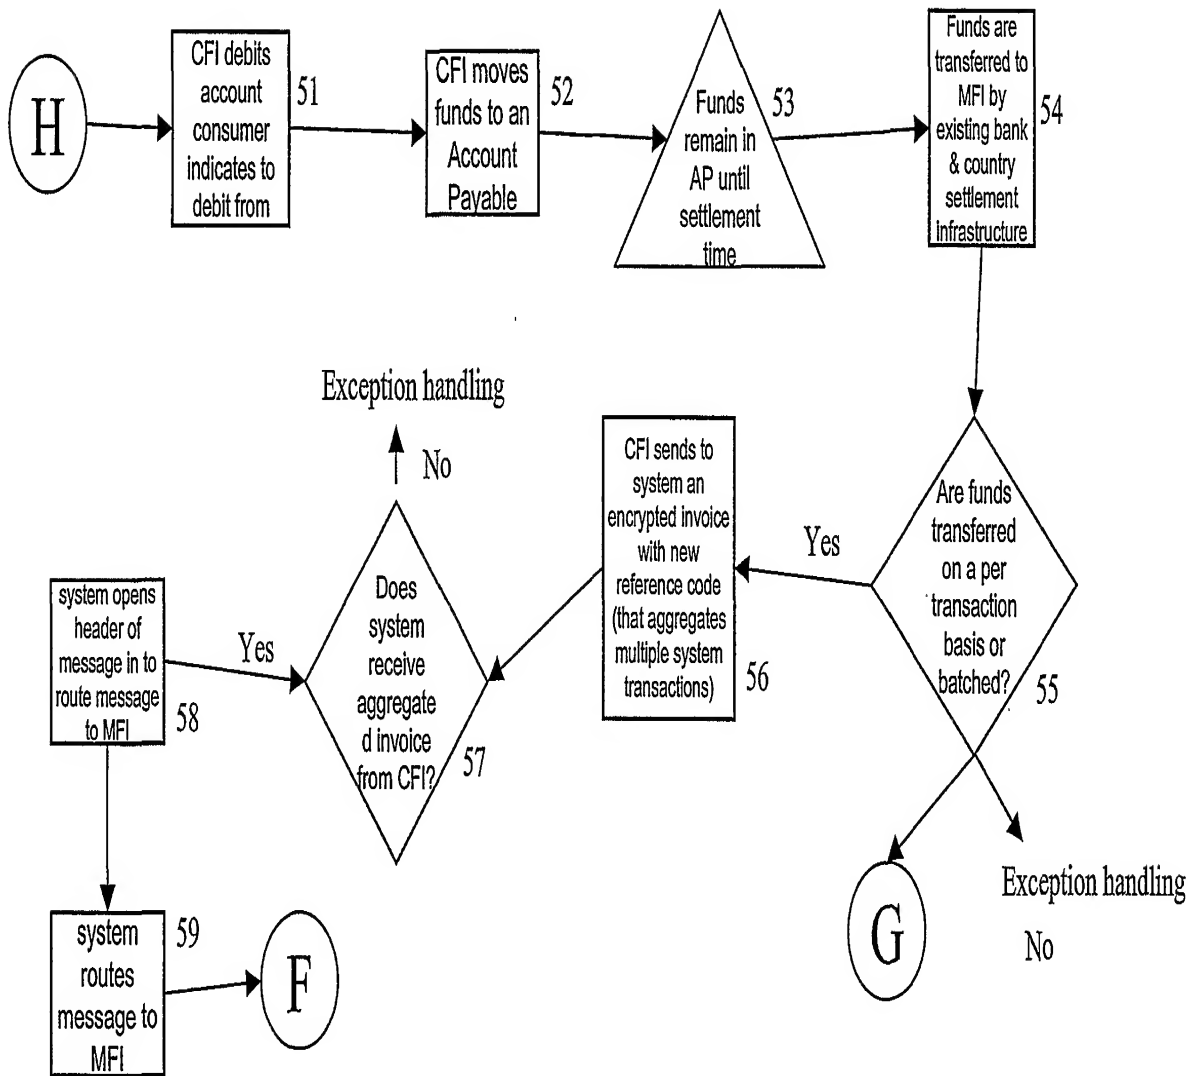 H
CFI debits
account
consumer
indicates to
debit from
51
CFI moves
funds to an
Account
Payable
52
Funds
remain in
AP until
settlement
time
53
Funds are
transferred to
MFI by
existing bank
& country
settlement
infrastructure
54
Are funds
transferred
on a per
transaction
basis or
batched?
55
Yes
CFI sends to
system an
encrypted invoice
with new
reference code
(that aggregates
multiple system
transactions)
56
Exception handling
No
Does
system
receive
aggregate
d invoice
from CFI?
57
Yes
system opens
header of
message in to
route message
to MFI
58
system
routes
message to
MFI
59
F
G
Exception handling
No